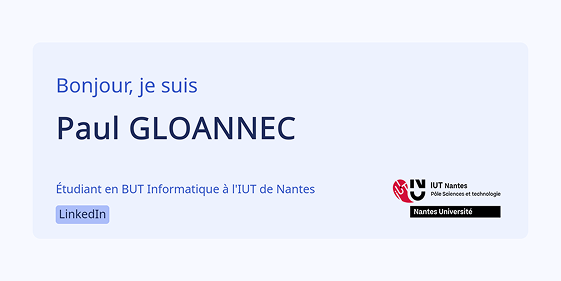 Bonjour, je suis
Paul GLOANNEC
Étudiant en BUT Informatique à l'IUT de Nantes
LinkedIn
IUT Nantes
Pôle Sciences et technologie
Nantes Université